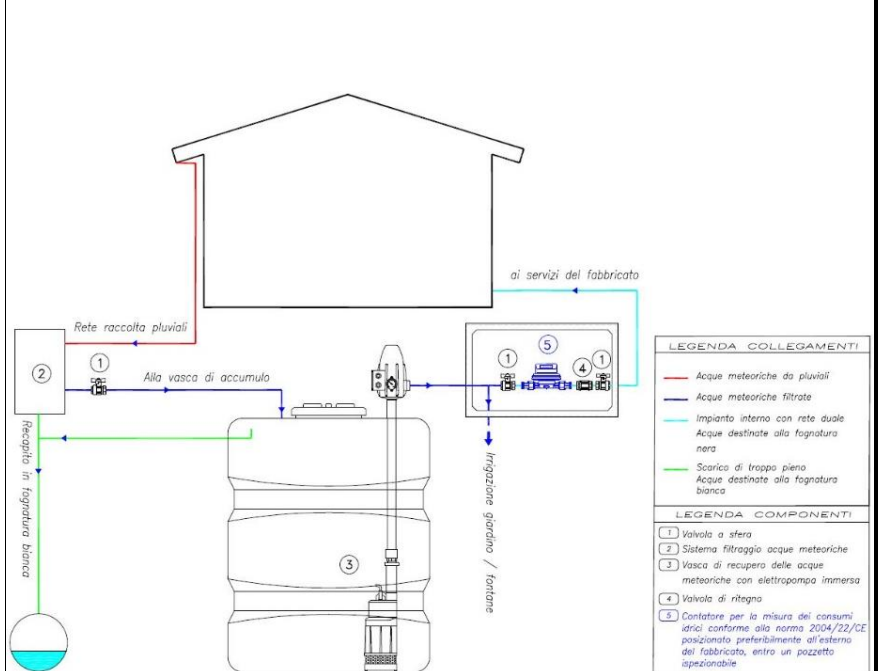 ai servizi del fabbricato
Rete raccolta pluviali
2
1
Alla vasca di accumulo
1
5
4
1
Recapito in fognatura bianca
Irrigazione giardino / fontane
3
LEGENDA COLLEGAMENTI
Acque meteoriche da pluviali
Acque meteoriche filtrate
Impianto interno con rete duale
Acque destinate alla fognatura
nera
Scarico di troppo pieno
Acque destinate alla fognatura
bianca
LEGENDA COMPONENTI
1 Valvola a sfera
2 Sistema filtraggio acque meteoriche
3 Vasca di recupero delle acque
meteoriche con elettropompa immersa
4 Valvola di ritegno
5 Contatore per la misura dei consumi
idrici conforme alla norma 2004/22/CE
posizionato preferibilmente all'esterno
del fabbricato, entro un pozzetto
ispezionabile